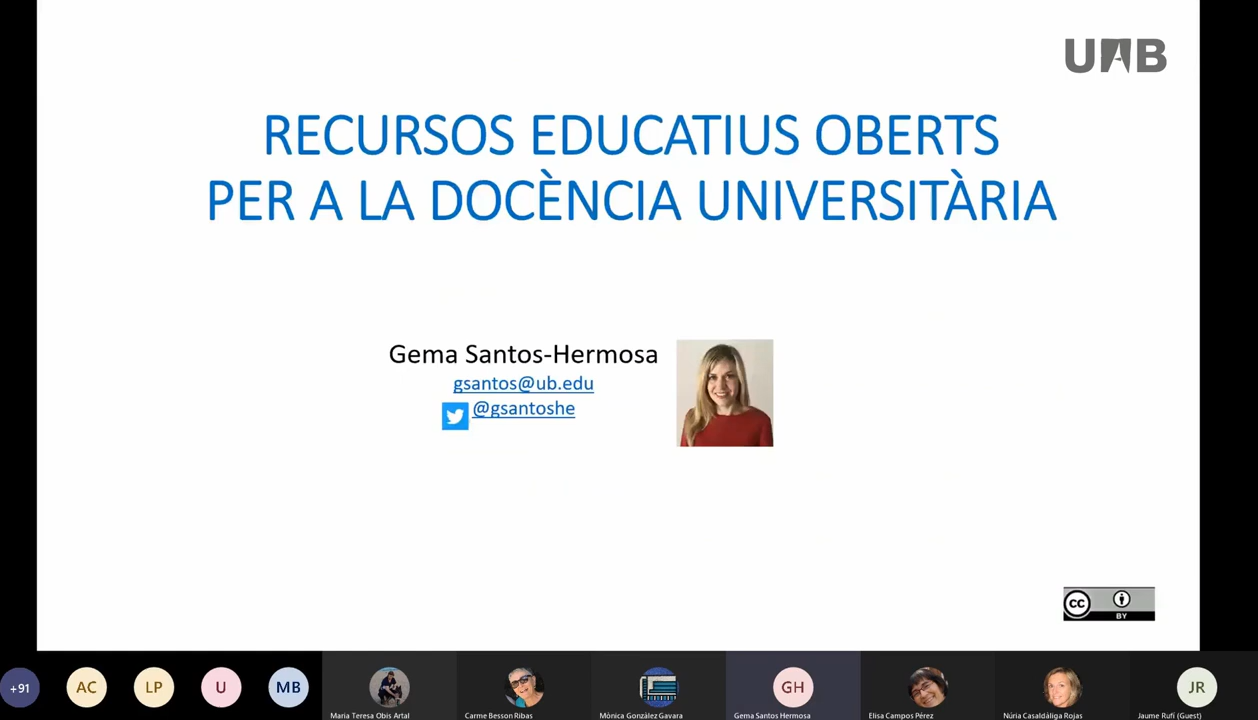 UAB
RECURSOS EDUCATIUS OBERTS
PER A LA DOCÈNCIA UNIVERSITÀRIA
Gema Santos-Hermosa
gsantos@ub.edu
@gsantoshe
CC
BY
+91
AC
LP
U
MB
GH
JR
Maria Teresa Obis Artal
Carme Besson Ribas
Mònica González Gavara
Gema Santos Hermosa
Elisa Campos Pérez
Núria Casaldáliga Rojas
Jaume Rufí (Guest)